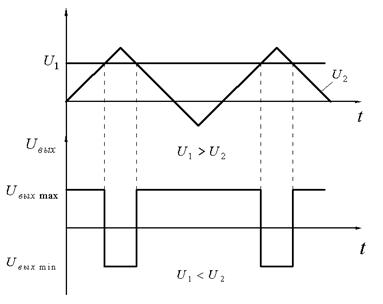 U₁
U₂
t
Uвых
U₁ > U₂
Uвых max
t
Uвых min
U₁ < U₂